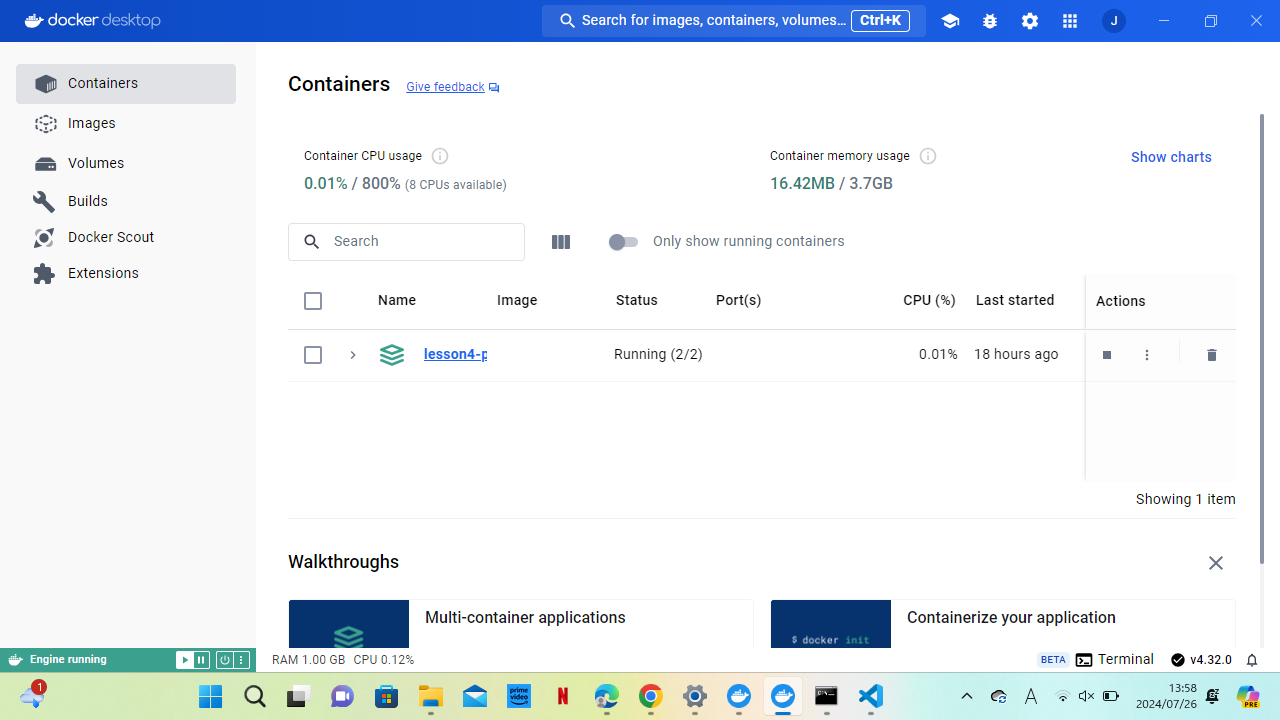 docker desktop
Search for images, containers, volumes...
Ctrl+K
J
Containers
Images
Volumes
Builds
Docker Scout
Extensions
Containers
Give feedback
Container CPU usage
0.01% / 800% (8 CPUs available)
Container memory usage
16.42MB / 3.7GB
Show charts
Search
Only show running containers
Name
Image
Status
Port(s)
CPU (%)
Last started
Actions
lesson4-p
Running (2/2)
0.01%
18 hours ago
Showing 1 item
Walkthroughs
Multi-container applications
$ docker init
Containerize your application
Engine running
RAM 1.00 GB CPU 0.12%
BETA
Terminal
v4.32.0
1
prime video
N
A
13:58
2024/07/26
PRE